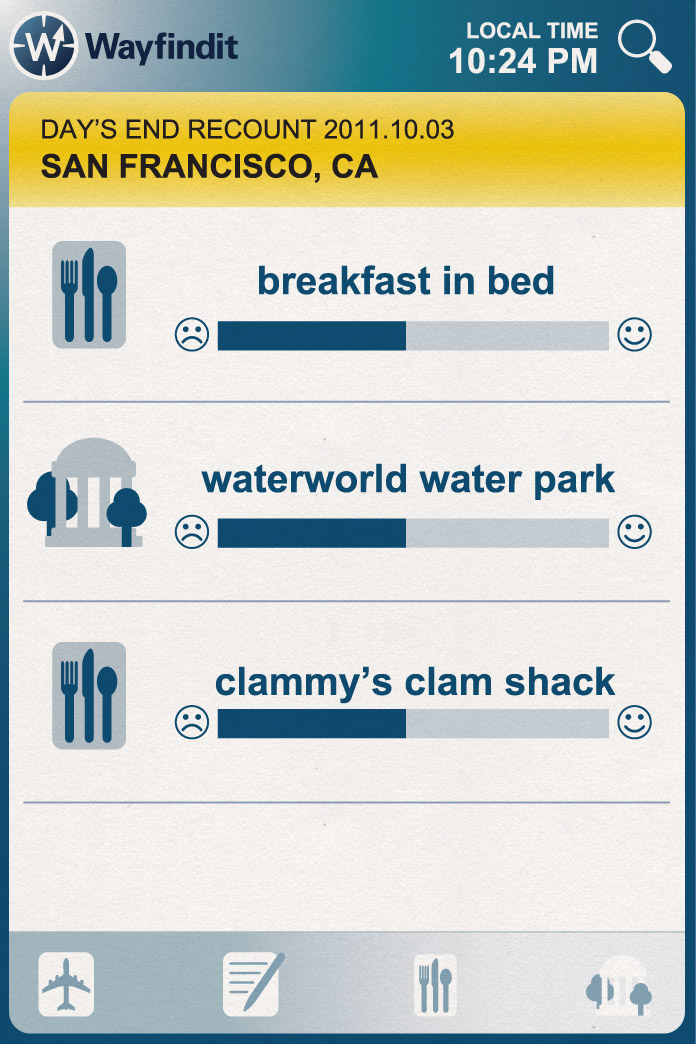 W Wayfindit
LOCAL TIME
10:24 PM
DAY'S END RECOUNT 2011.10.03
SAN FRANCISCO, CA
breakfast in bed
waterworld water park
clammy's clam shack